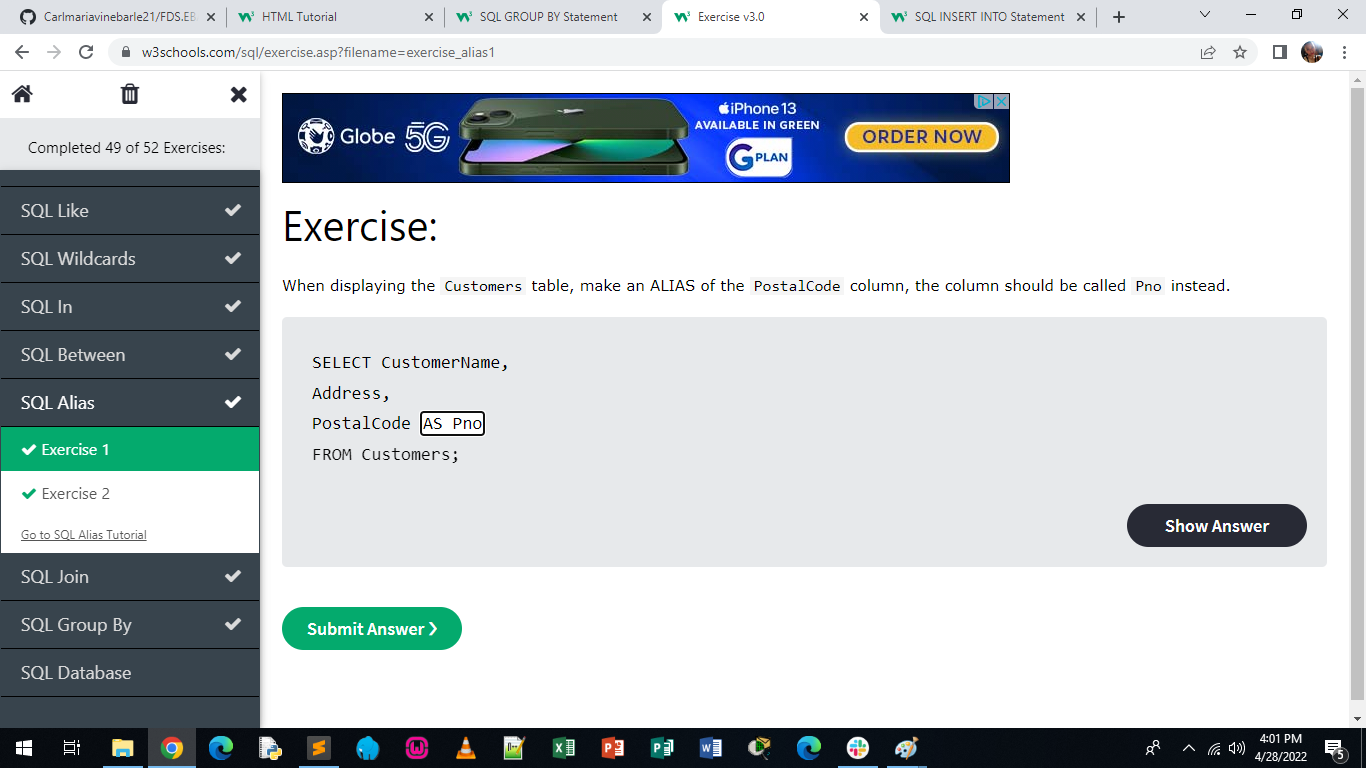 Carlmariavinebarle21/FDS.EB
HTML Tutorial
SQL GROUP BY Statement
Exercise v3.0
SQL INSERT INTO Statement
w3schools.com/sql/exercise.asp?filename=exercise_alias1
Completed 49 of 52 Exercises:
SQL Like
SQL Wildcards
SQL In
SQL Between
SQL Alias
Exercise 1
Exercise 2
Go to SQL Alias Tutorial
SQL Join
SQL Group By
SQL Database
Globe 5G
iPhone 13
AVAILABLE IN GREEN
G PLAN
ORDER NOW
Exercise:
When displaying the Customers table, make an ALIAS of the PostalCode column, the column should be called Pno instead.
SELECT CustomerName,
Address,
PostalCode AS Pno
FROM Customers;
Show Answer
Submit Answer ❯
4:01 PM
4/28/2022
5